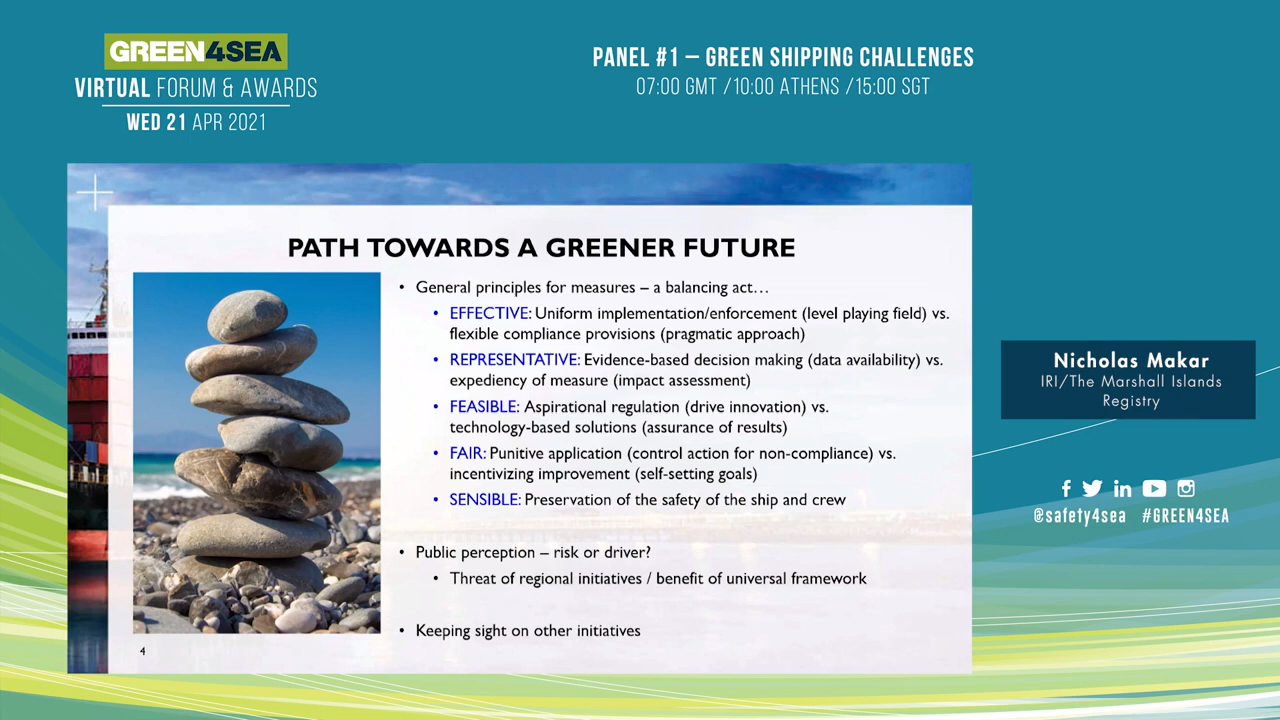 GREEN4SEA
VIRTUAL FORUM & AWARDS
WED 21 APR 2021
PANEL #1 – GREEN SHIPPING CHALLENGES
07:00 GMT /10:00 ATHENS /15:00 SGT
PATH TOWARDS A GREENER FUTURE
• General principles for measures – a balancing act…
• EFFECTIVE: Uniform implementation/enforcement (level playing field) vs.
flexible compliance provisions (pragmatic approach)
• REPRESENTATIVE: Evidence-based decision making (data availability) vs.
expediency of measure (impact assessment)
• FEASIBLE: Aspirational regulation (drive innovation) vs.
technology-based solutions (assurance of results)
• FAIR: Punitive application (control action for non-compliance) vs.
incentivizing improvement (self-setting goals)
• SENSIBLE: Preservation of the safety of the ship and crew
• Public perception – risk or driver?
• Threat of regional initiatives / benefit of universal framework
• Keeping sight on other initiatives
4
Nicholas Makar
IRI/The Marshall Islands
Registry
@safety4sea #GREEN4SEA